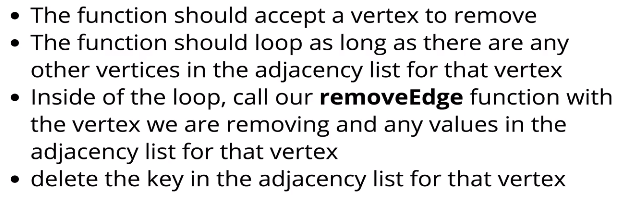 • The function should accept a vertex to remove
• The function should loop as long as there are any
other vertices in the adjacency list for that vertex
• Inside of the loop, call our removeEdge function with
the vertex we are removing and any values in the
adjacency list for that vertex
• delete the key in the adjacency list for that vertex